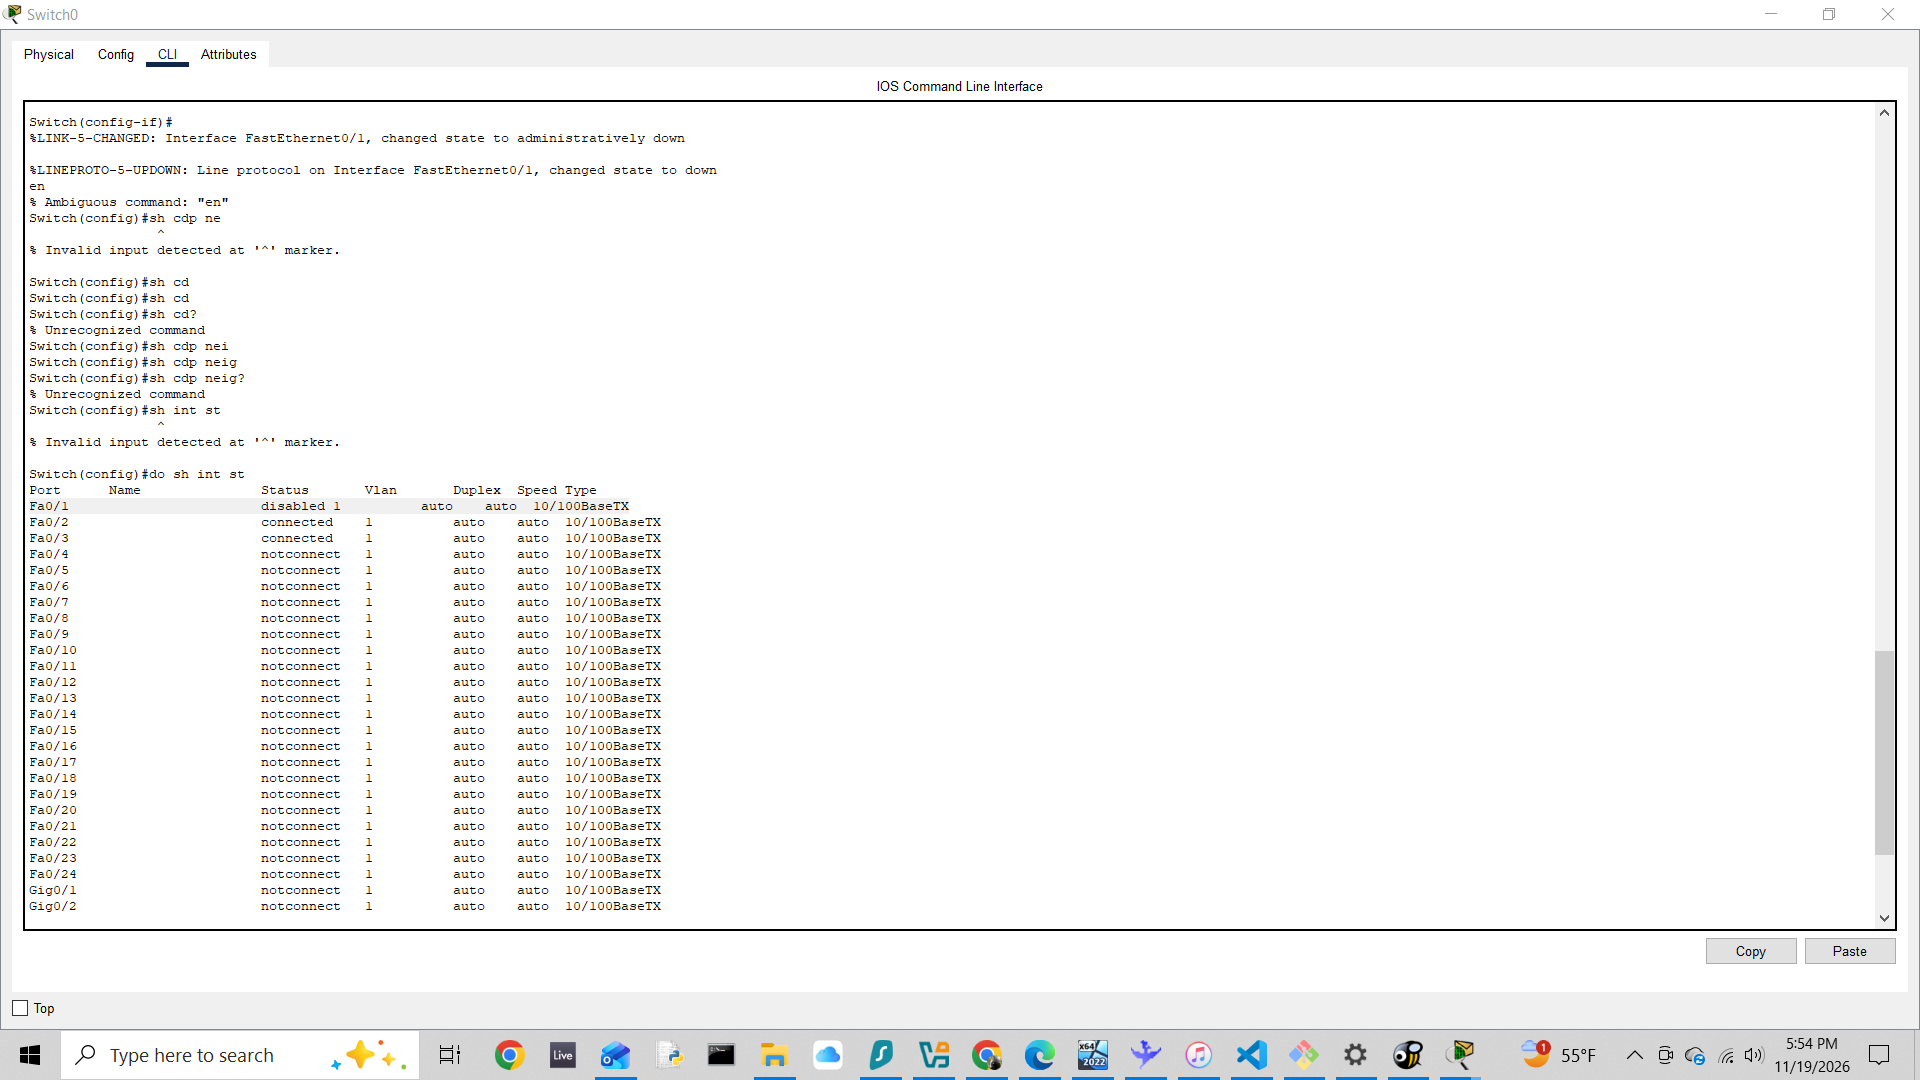 Switch0
Physical Config CLI Attributes
IOS Command Line Interface
Switch(config-if)#
%LINK-5-CHANGED: Interface FastEthernet0/1, changed state to administratively down
%LINEPROTO-5-UPDOWN: Line protocol on Interface FastEthernet0/1, changed state to down
en
% Ambiguous command: "en"
Switch(config)#sh cdp ne
^
% Invalid input detected at '^' marker.
Switch(config)#sh cd
Switch(config)#sh cd
Switch(config)#sh cd?
% Unrecognized command
Switch(config)#sh cdp nei
Switch(config)#sh cdp neig
Switch(config)#sh cdp neig?
% Unrecognized command
Switch(config)#sh int st
^
% Invalid input detected at '^' marker.
Switch(config)#do sh int st
Port Name Status Vlan Duplex Speed Type
Fa0/1 disabled 1 auto auto 10/100BaseTX
Fa0/2 connected 1 auto auto 10/100BaseTX
Fa0/3 connected 1 auto auto 10/100BaseTX
Fa0/4 notconnect 1 auto auto 10/100BaseTX
Fa0/5 notconnect 1 auto auto 10/100BaseTX
Fa0/6 notconnect 1 auto auto 10/100BaseTX
Fa0/7 notconnect 1 auto auto 10/100BaseTX
Fa0/8 notconnect 1 auto auto 10/100BaseTX
Fa0/9 notconnect 1 auto auto 10/100BaseTX
Fa0/10 notconnect 1 auto auto 10/100BaseTX
Fa0/11 notconnect 1 auto auto 10/100BaseTX
Fa0/12 notconnect 1 auto auto 10/100BaseTX
Fa0/13 notconnect 1 auto auto 10/100BaseTX
Fa0/14 notconnect 1 auto auto 10/100BaseTX
Fa0/15 notconnect 1 auto auto 10/100BaseTX
Fa0/16 notconnect 1 auto auto 10/100BaseTX
Fa0/17 notconnect 1 auto auto 10/100BaseTX
Fa0/18 notconnect 1 auto auto 10/100BaseTX
Fa0/19 notconnect 1 auto auto 10/100BaseTX
Fa0/20 notconnect 1 auto auto 10/100BaseTX
Fa0/21 notconnect 1 auto auto 10/100BaseTX
Fa0/22 notconnect 1 auto auto 10/100BaseTX
Fa0/23 notconnect 1 auto auto 10/100BaseTX
Fa0/24 notconnect 1 auto auto 10/100BaseTX
Gig0/1 notconnect 1 auto auto 10/100BaseTX
Gig0/2 notconnect 1 auto auto 10/100BaseTX
Copy Paste
Top
Type here to search
Live
x64
2022
1
55°F
5:54 PM
11/19/2026